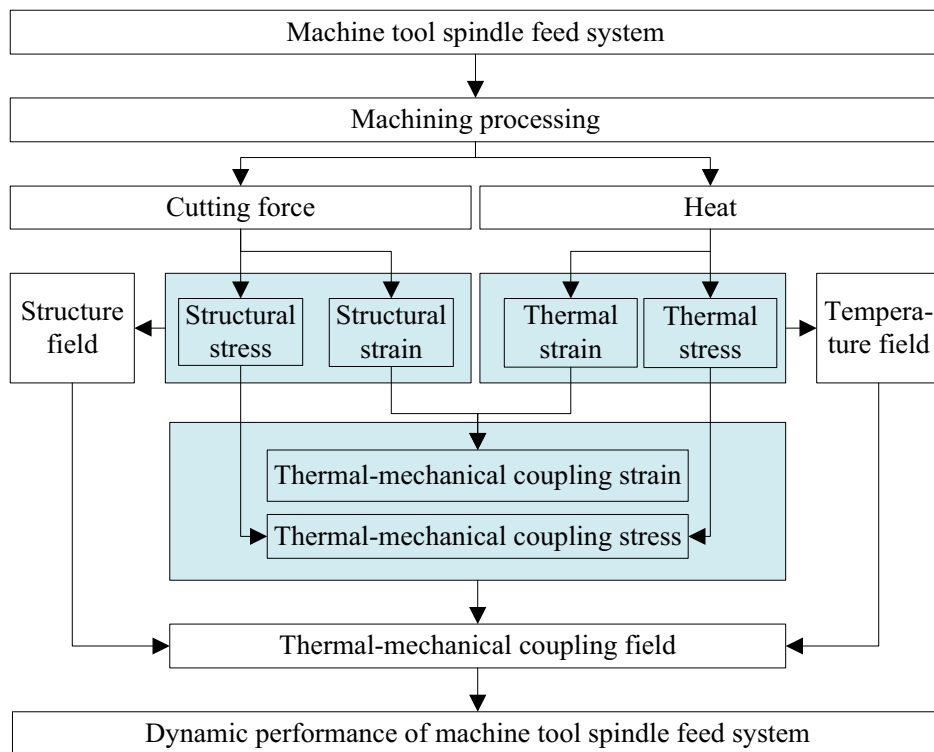 Machine tool spindle feed system
Machining processing
Cutting force
Heat
Structure
field
Structural
stress
Structural
strain
Thermal
strain
Thermal
stress
Tempera-
ture field
Thermal-mechanical coupling strain
Thermal-mechanical coupling stress
Thermal-mechanical coupling field
Dynamic performance of machine tool spindle feed system